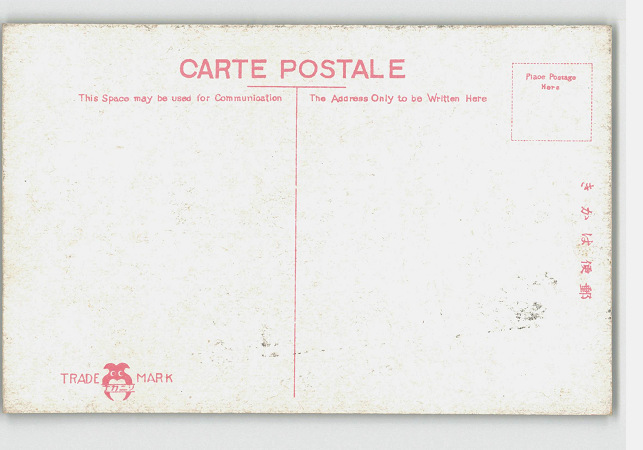 CARTE POSTALE
This Space may be used for Communication
The Address Only to be Written Here
Place Postage
Here
きかは便郵
TRADE MARK